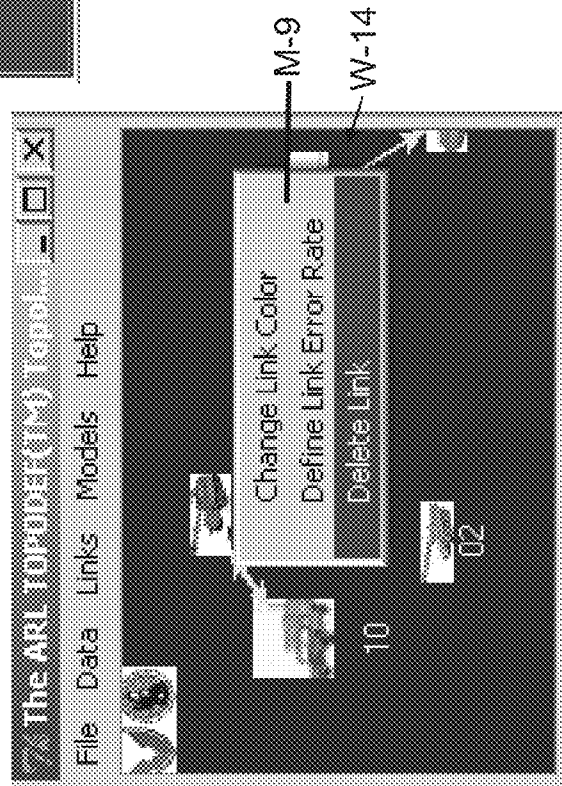 The ARL TOPODEF(TM) Topol...
File Data Links Models Help
Change Link Color
Define Link Error Rate
Delete Link
10
02
M-9
W-14